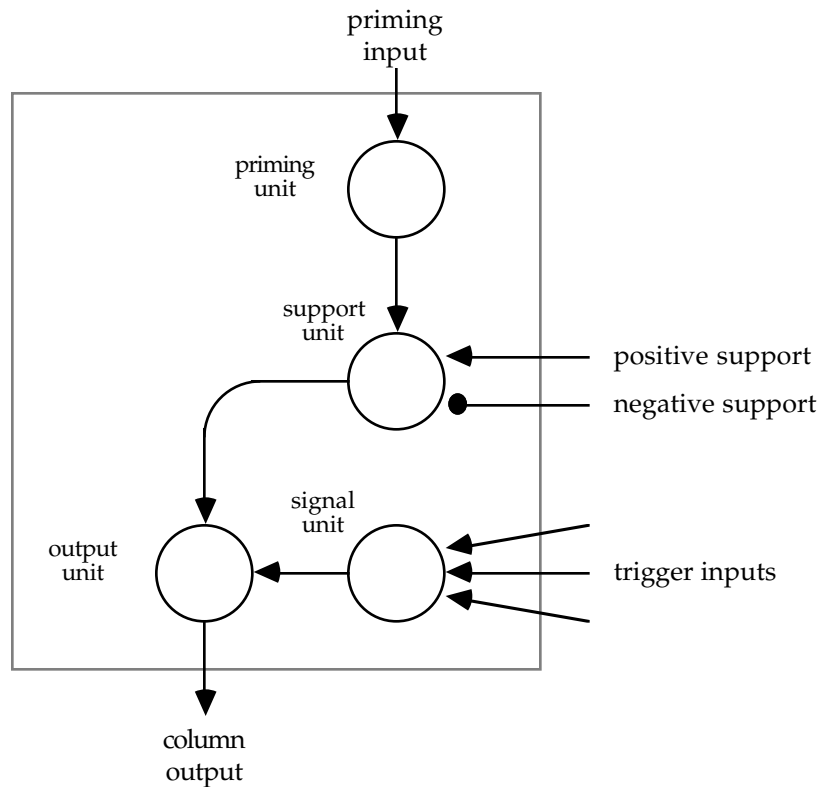 priming
input
priming
unit
support
unit
positive support
negative support
signal
unit
output
unit
trigger inputs
column
output